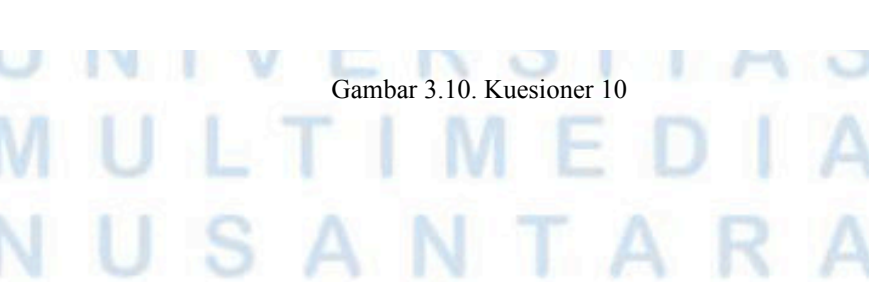 UNIVERSITAS
Gambar 3.10. Kuesioner 10
MULTIMEDIA
NUSANTARA